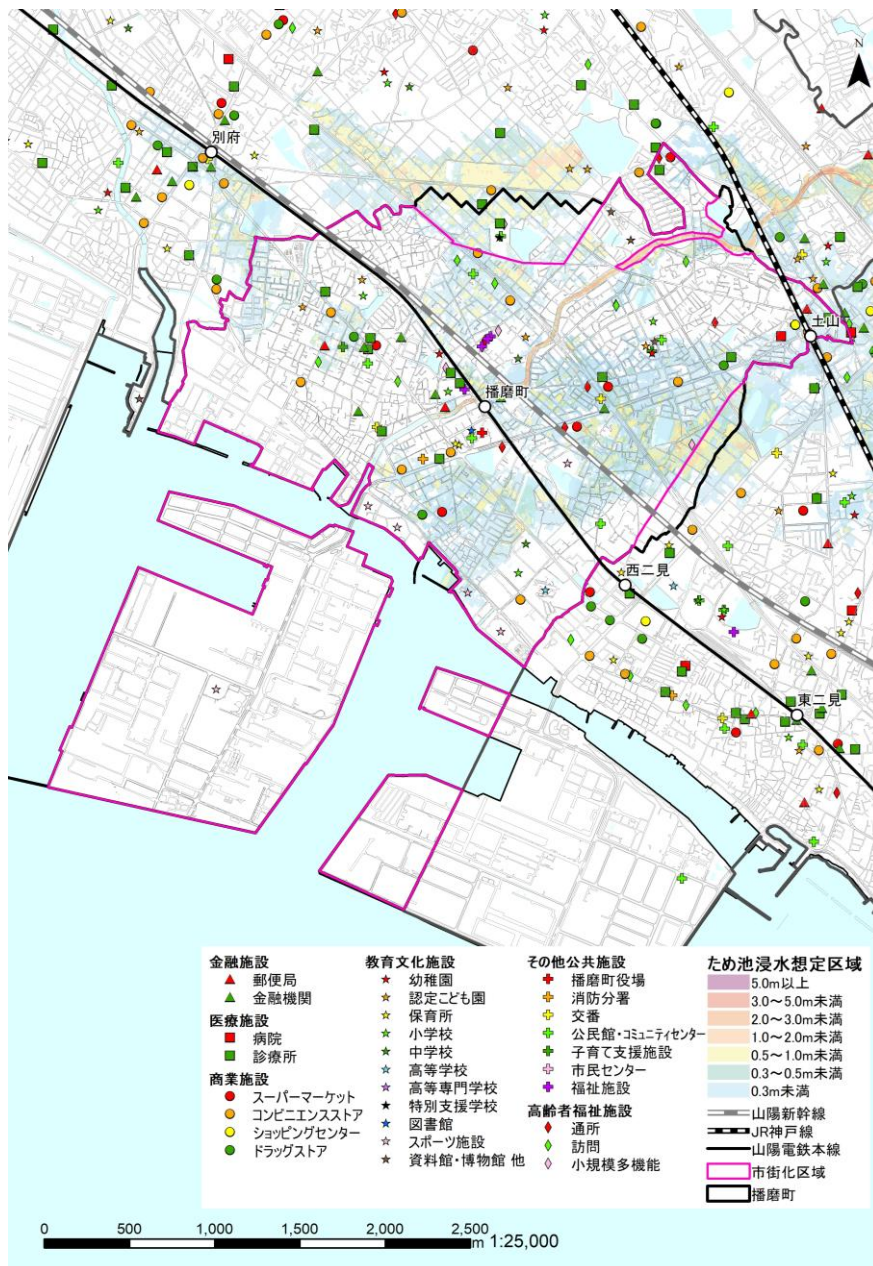 N
別府
土山
播磨町
西二見
東二見
金融施設
郵便局
金融機関
医療施設
病院
診療所
商業施設
スーパーマーケット
コンビニエンスストア
ショッピングセンター
ドラッグストア
教育文化施設
幼稚園
認定こども園
保育所
小学校
中学校
高等学校
高等専門学校
特別支援学校
図書館
スポーツ施設
資料館・博物館 他
その他公共施設
播磨町役場
消防分署
交番
公民館・コミュニティセンター
子育て支援施設
市民センター
福祉施設
高齢者福祉施設
通所
訪問
小規模多機能
ため池浸水想定区域
5.0m以上
3.0～5.0m未満
2.0～3.0m未満
1.0～2.0m未満
0.5～1.0m未満
0.3～0.5m未満
0.3m未満
山陽新幹線
JR神戸線
山陽電鉄本線
市街化区域
播磨町
0 500 1,000 1,500 2,000 2,500
m 1:25,000